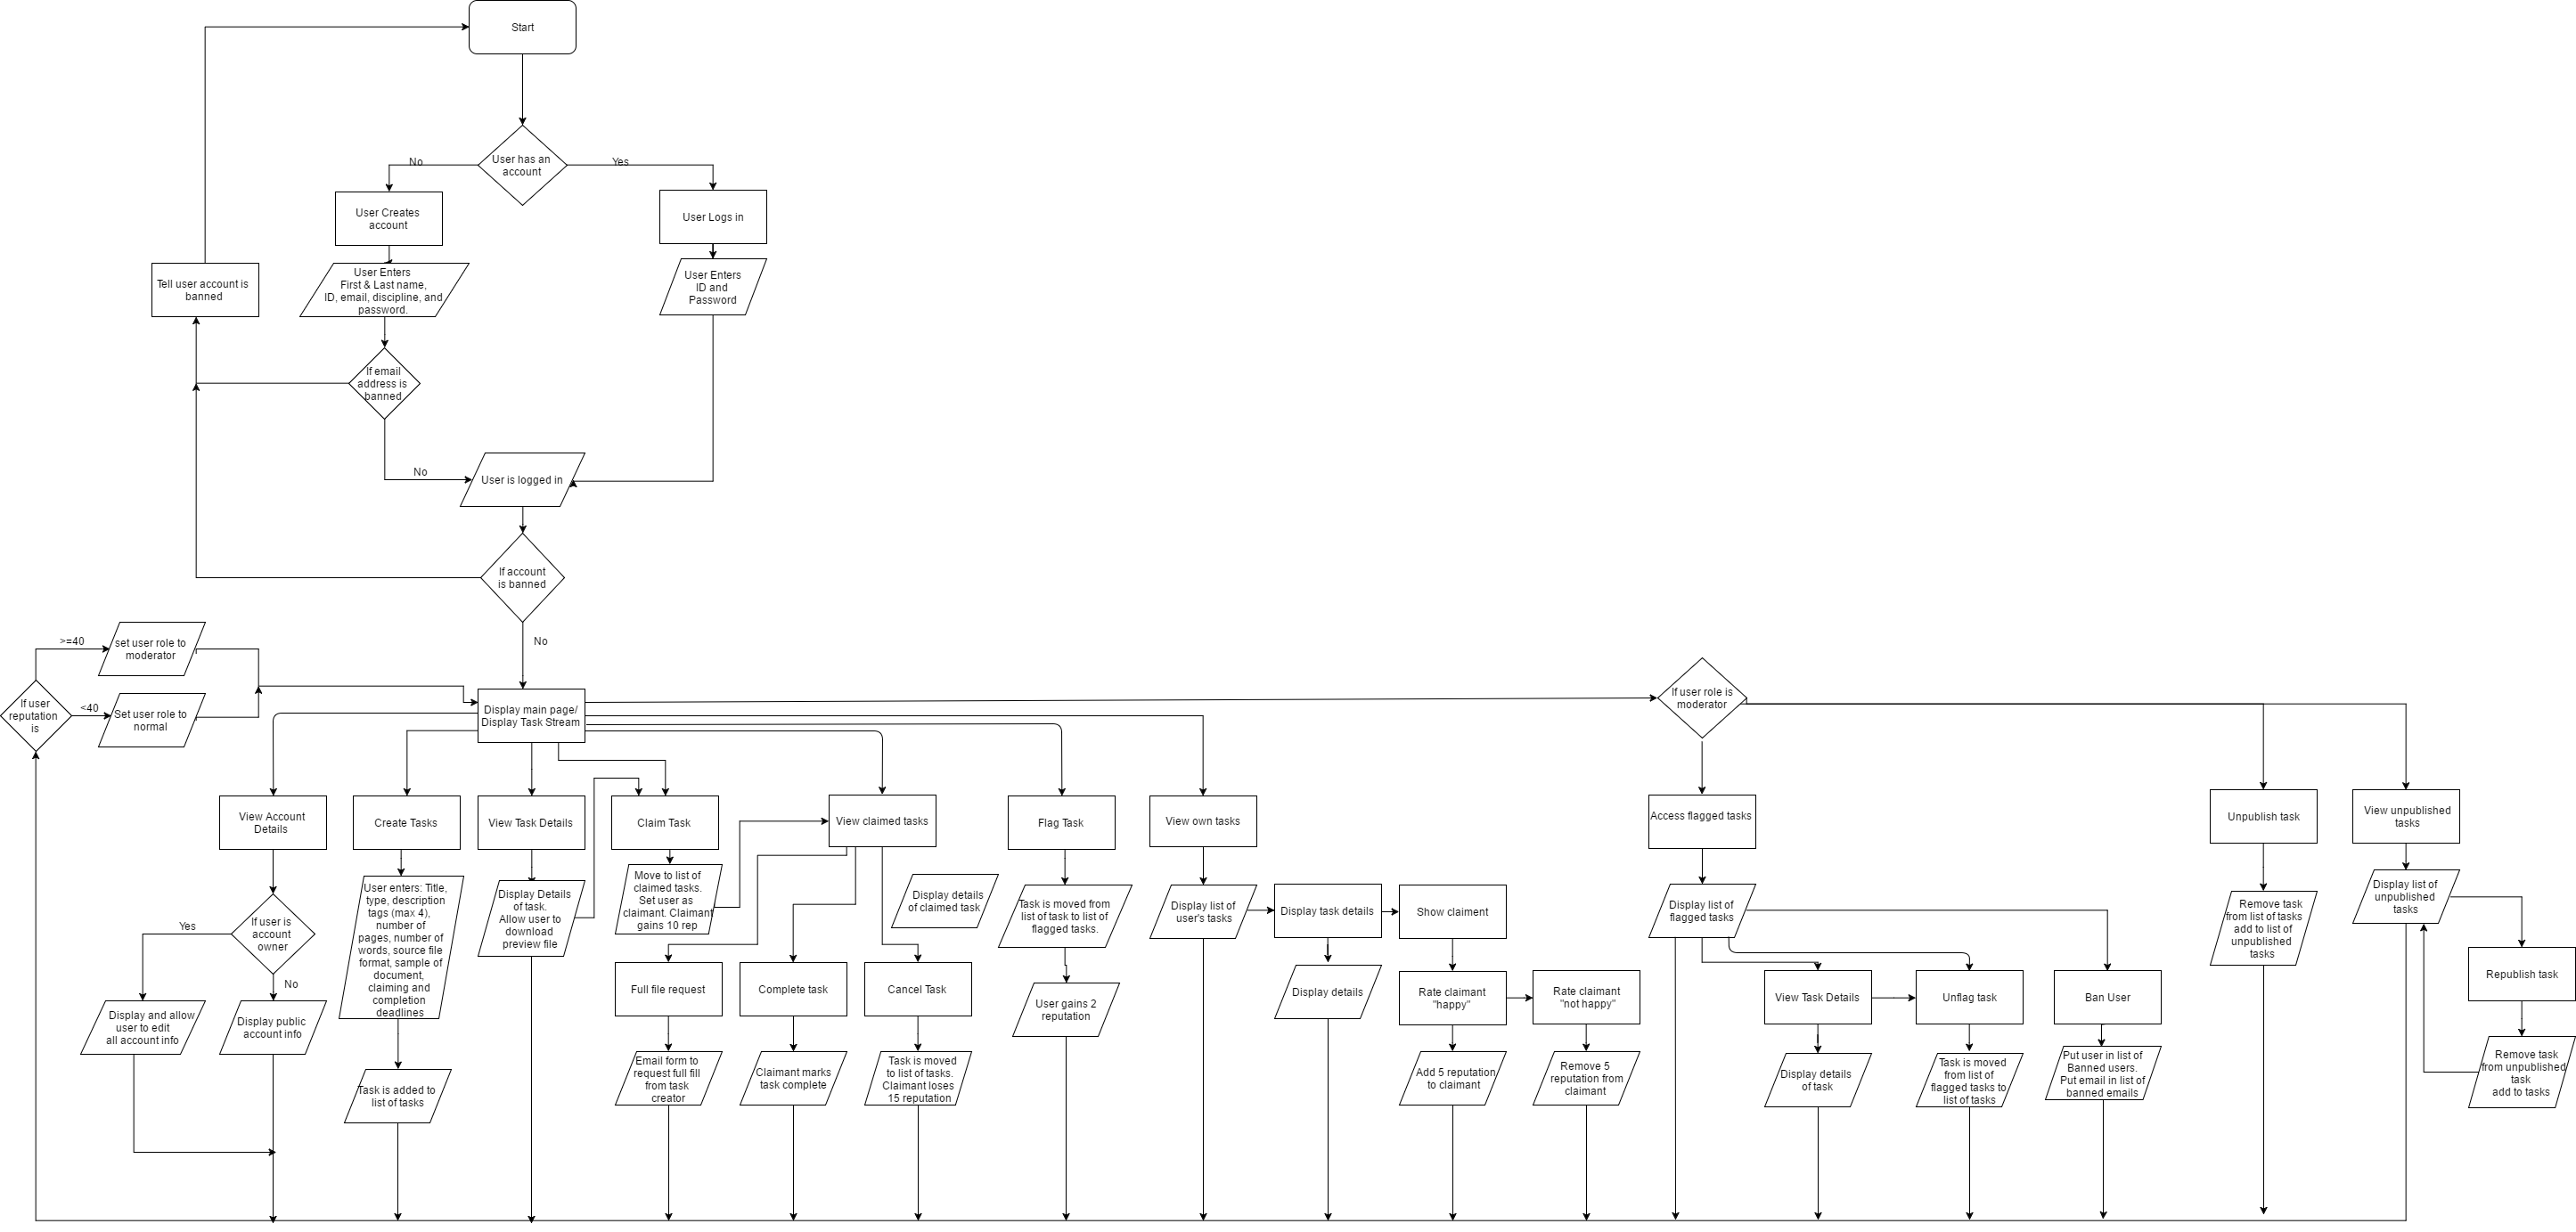 Start
User has an
account
No
Yes
User Creates
account
User Logs in
Tell user account is
banned
User Enters
First & Last name,
ID, email, discipline, and
password.
User Enters
ID and
Password
If email
address is
banned
No
User is logged in
If account
is banned
No
>=40
set user role to
moderator
If user
reputation
is
<40
Set user role to
normal
Display main page/
Display Task Stream
If user role is
moderator
View Account
Details
Create Tasks
View Task Details
Claim Task
View claimed tasks
Flag Task
View own tasks
Access flagged tasks
Unpublish task
View unpublished
tasks
If user is
account
owner
Yes
No
Display and allow
user to edit
all account info
Display public
account info
User enters: Title,
type, description
tags (max 4),
number of
pages, number of
words, source file
format, sample of
document,
claiming and
completion
deadlines
Task is added to
list of tasks
Display Details
of task.
Allow user to
download
preview file
Move to list of
claimed tasks.
Set user as
claimant. Claimant
gains 10 rep
Display details
of claimed task
Full file request
Complete task
Cancel Task
Email form to
request full fill
from task
creator
Claimant marks
task complete
Task is moved
to list of tasks.
Claimant loses
15 reputation
Task is moved from
list of task to list of
flagged tasks.
User gains 2
reputation
Display list of
user's tasks
Display task details
Show claiment
Display details
Rate claimant
"happy"
Rate claimant
"not happy"
Add 5 reputation
to claimant
Remove 5
reputation from
claimant
Display list of
flagged tasks
View Task Details
Unflag task
Ban User
Display details
of task
Task is moved
from list of
flagged tasks to
list of tasks
Put user in list of
Banned users.
Put email in list of
banned emails
Remove task
from list of tasks
add to list of
unpublished
tasks
Display list of
unpublished
tasks
Republish task
Remove task
from unpublished
task
add to tasks